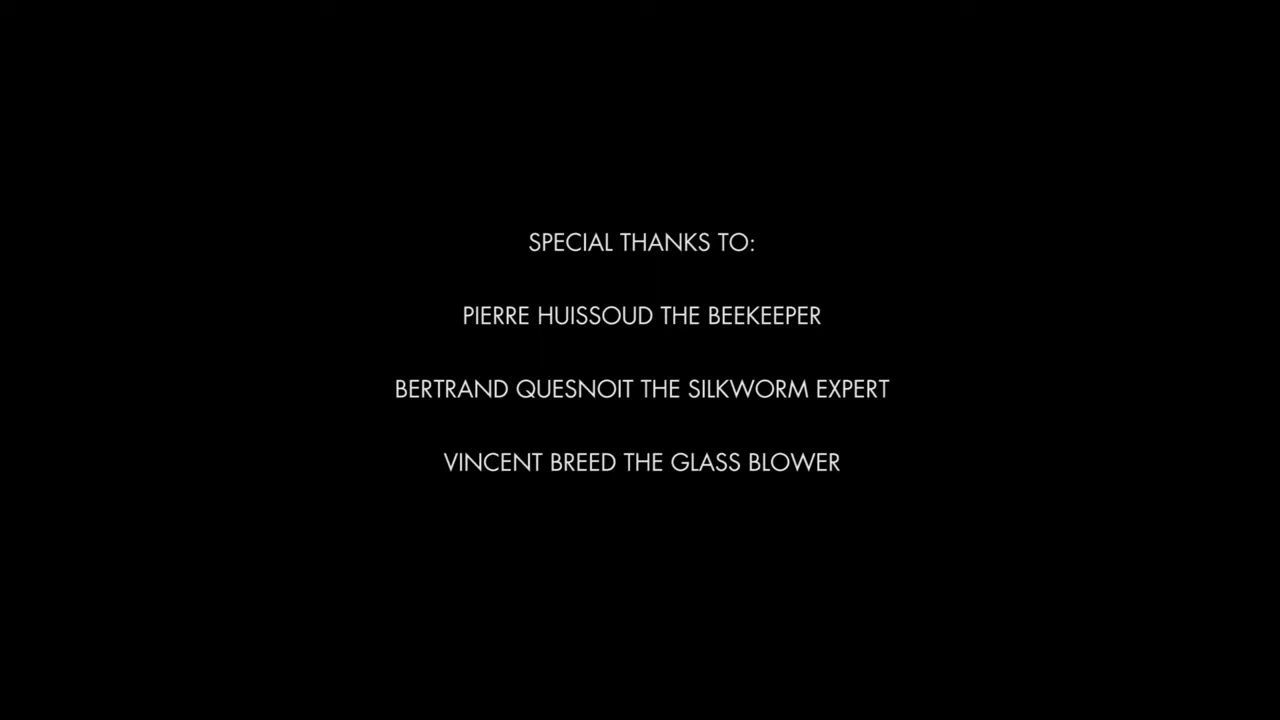 SPECIAL THANKS TO:
PIERRE HUISSOUD THE BEEKEEPER
BERTRAND QUESNOIT THE SILKWORM EXPERT
VINCENT BREED THE GLASS BLOWER